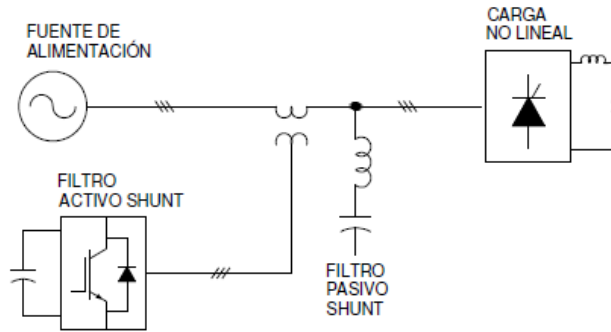 FUENTE DE
ALIMENTACIÓN
CARGA
NO LINEAL
FILTRO
ACTIVO SHUNT
FILTRO
PASIVO
SHUNT